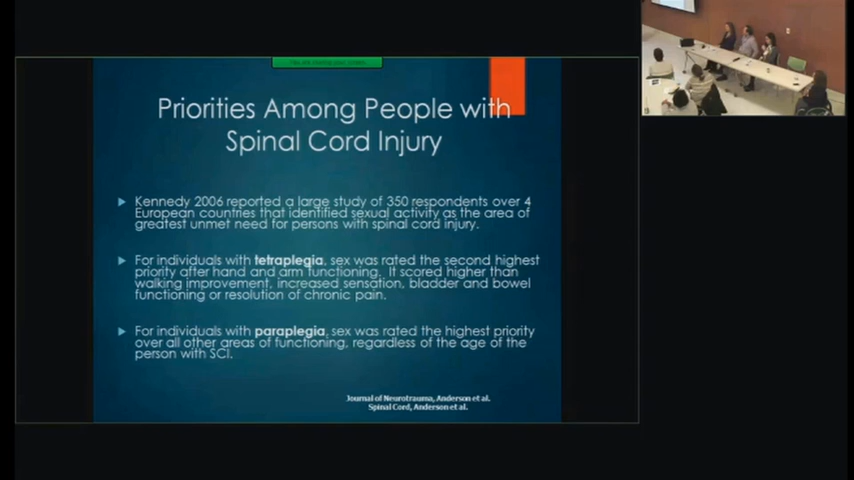 Priorities Among People with
Spinal Cord Injury
Kennedy 2006 reported a large study of 350 respondents over 4
European countries that identified sexual activity as the area of
greatest unmet need for persons with spinal cord injury.
For individuals with tetraplegia, sex was rated the second highest
priority after hand and arm functioning. It scored higher than
walking improvement, increased sensation, bladder and bowel
functioning or resolution of chronic pain.
For individuals with paraplegia, sex was rated the highest priority
over all other areas of functioning, regardless of the age of the
person with SCI.
Journal of Neurotrauma, Anderson et al.
Spinal Cord, Anderson et al.